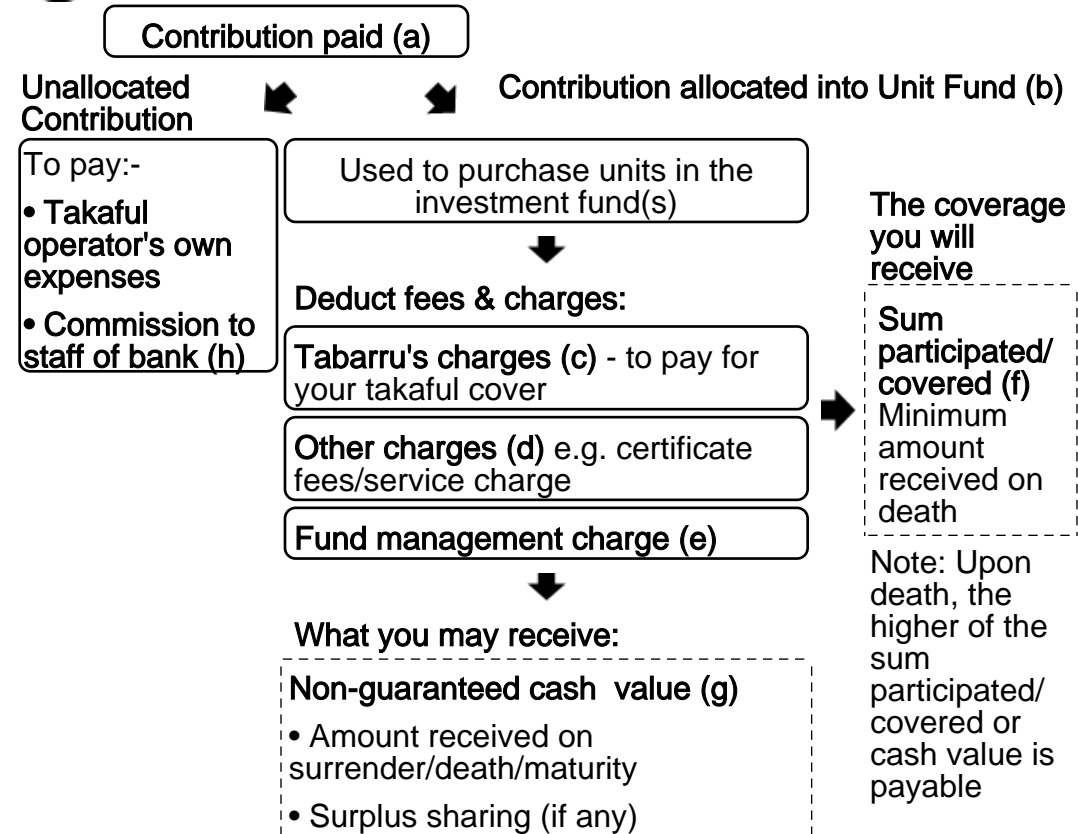 Contribution paid (a)
Unallocated
Contribution
Contribution allocated into Unit Fund (b)
To pay:-
• Takaful
operator's own
expenses
• Commission to
staff of bank (h)
Used to purchase units in the
investment fund(s)
Deduct fees & charges:
Tabarru's charges (c) - to pay for
your takaful cover
Other charges (d) e.g. certificate
fees/service charge
Fund management charge (e)
What you may receive:
Non-guaranteed cash value (g)
• Amount received on
surrender/death/maturity
• Surplus sharing (if any)
The coverage
you will
receive
Sum
participated/
covered (f)
Minimum
amount
received on
death
Note: Upon
death, the
higher of the
sum
participated/
covered or
cash value is
payable